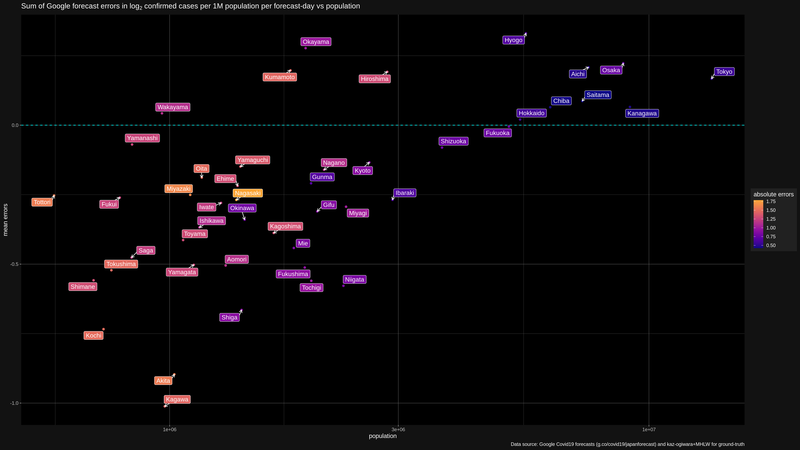 Sum of Google forecast errors in log2 confirmed cases per 1M population per forecast-day vs population
Okayama
Hyogo
Kumamoto
Hiroshima
Aichi
Osaka
Tokyo
Wakayama
Chiba
Saitama
Hokkaido
Kanagawa
0.0
Yamanashi
Fukuoka
Shizuoka
Oita
Yamaguchi
Nagano
Kyoto
Ehime
Gunma
Miyazaki
Nagasaki
Ibaraki
Tottori
Fukui
Iwate
Okinawa
Gifu
Miyagi
Ishikawa
Kagoshima
Toyama
Mie
Saga
Tokushima
Aomori
-0.5
Yamagata
Fukushima
Niigata
Shimane
Tochigi
Shiga
Kochi
Akita
Kagawa
-1.0
mean errors
1e+06
3e+06
1e+07
population
absolute errors
1.75
1.50
1.25
1.00
0.75
0.50
Data source: Google Covid19 forecasts (g.co/covid19/japanforecast) and kaz-ogiwara+MHLW for ground-truth